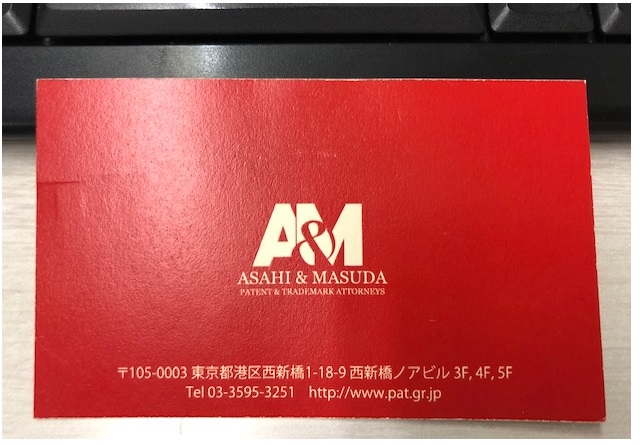 A&M
ASAHI & MASUDA
PATENT & TRADEMARK ATTORNEYS
〒105-0003 東京都港区西新橋1-18-9 西新橋ノアビル 3F, 4F, 5F
Tel 03-3595-3251 http://www.pat.gr.jp